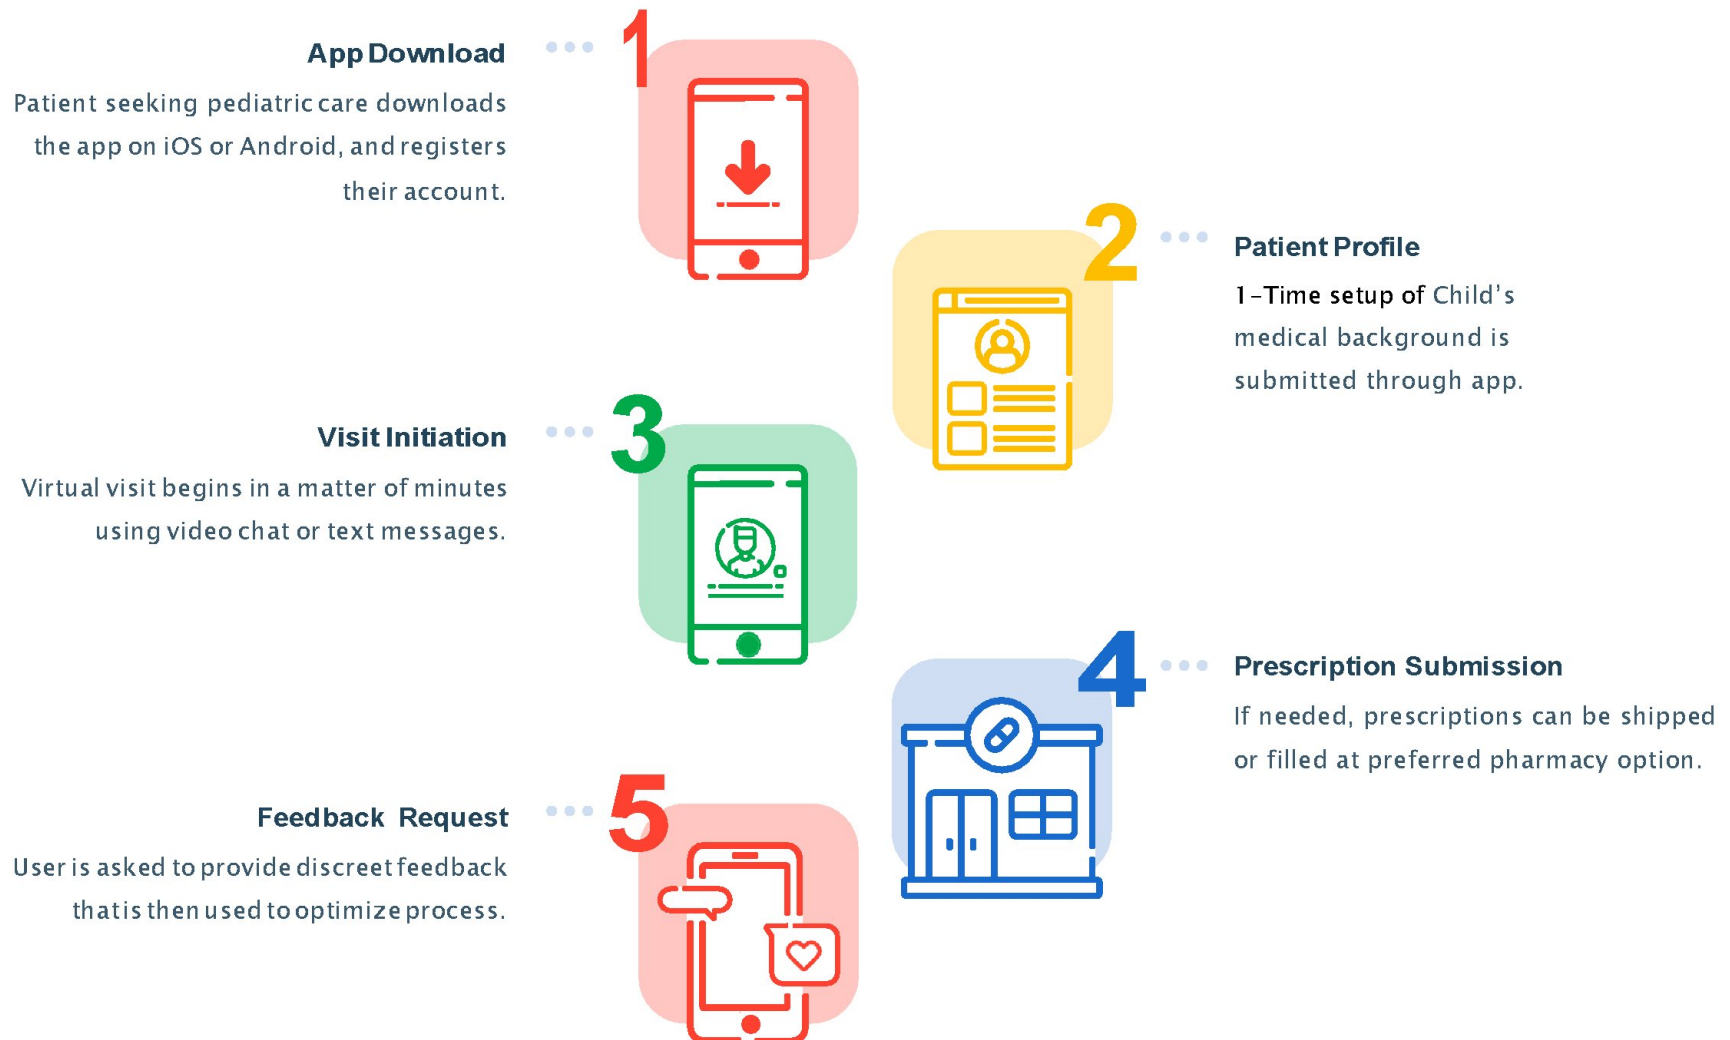 1
App Download
Patient seeking pediatric care downloads
the app on iOS or Android, and registers
their account.
2
Patient Profile
1-Time setup of Child's
medical background is
submitted through app.
3
Visit Initiation
Virtual visit begins in a matter of minutes
using video chat or text messages.
4
Prescription Submission
If needed, prescriptions can be shipped
or filled at preferred pharmacy option.
5
Feedback Request
User is asked to provide discreet feedback
that is then used to optimize process.